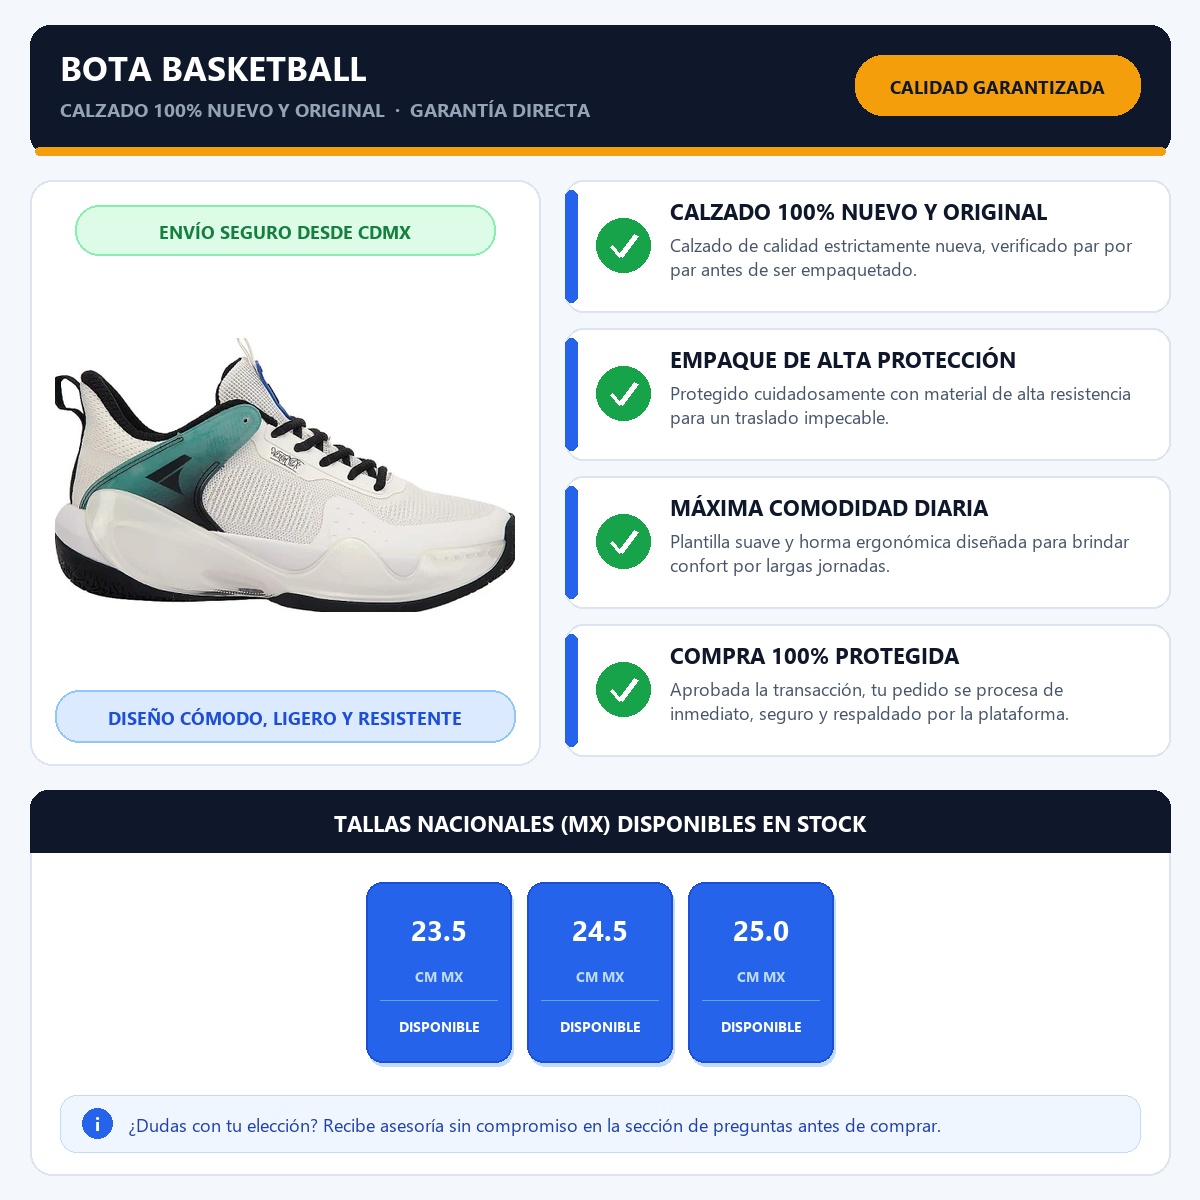 BOTA BASKETBALL
CALZADO 100% NUEVO Y ORIGINAL · GARANTÍA DIRECTA
CALIDAD GARANTIZADA
ENVÍO SEGURO DESDE CDMX
DISEÑO CÓMODO, LIGERO Y RESISTENTE
CALZADO 100% NUEVO Y ORIGINAL
Calzado de calidad estrictamente nueva, verificado par por
par antes de ser empaquetado.
EMPAQUE DE ALTA PROTECCIÓN
Protegido cuidadosamente con material de alta resistencia
para un traslado impecable.
MÁXIMA COMODIDAD DIARIA
Plantilla suave y horma ergonómica diseñada para brindar
confort por largas jornadas.
COMPRA 100% PROTEGIDA
Aprobada la transacción, tu pedido se procesa de
inmediato, seguro y respaldado por la plataforma.
TALLAS NACIONALES (MX) DISPONIBLES EN STOCK
23.5
CM MX
DISPONIBLE
24.5
CM MX
DISPONIBLE
25.0
CM MX
DISPONIBLE
¿Dudas con tu elección? Recibe asesoría sin compromiso en la sección de preguntas antes de comprar.